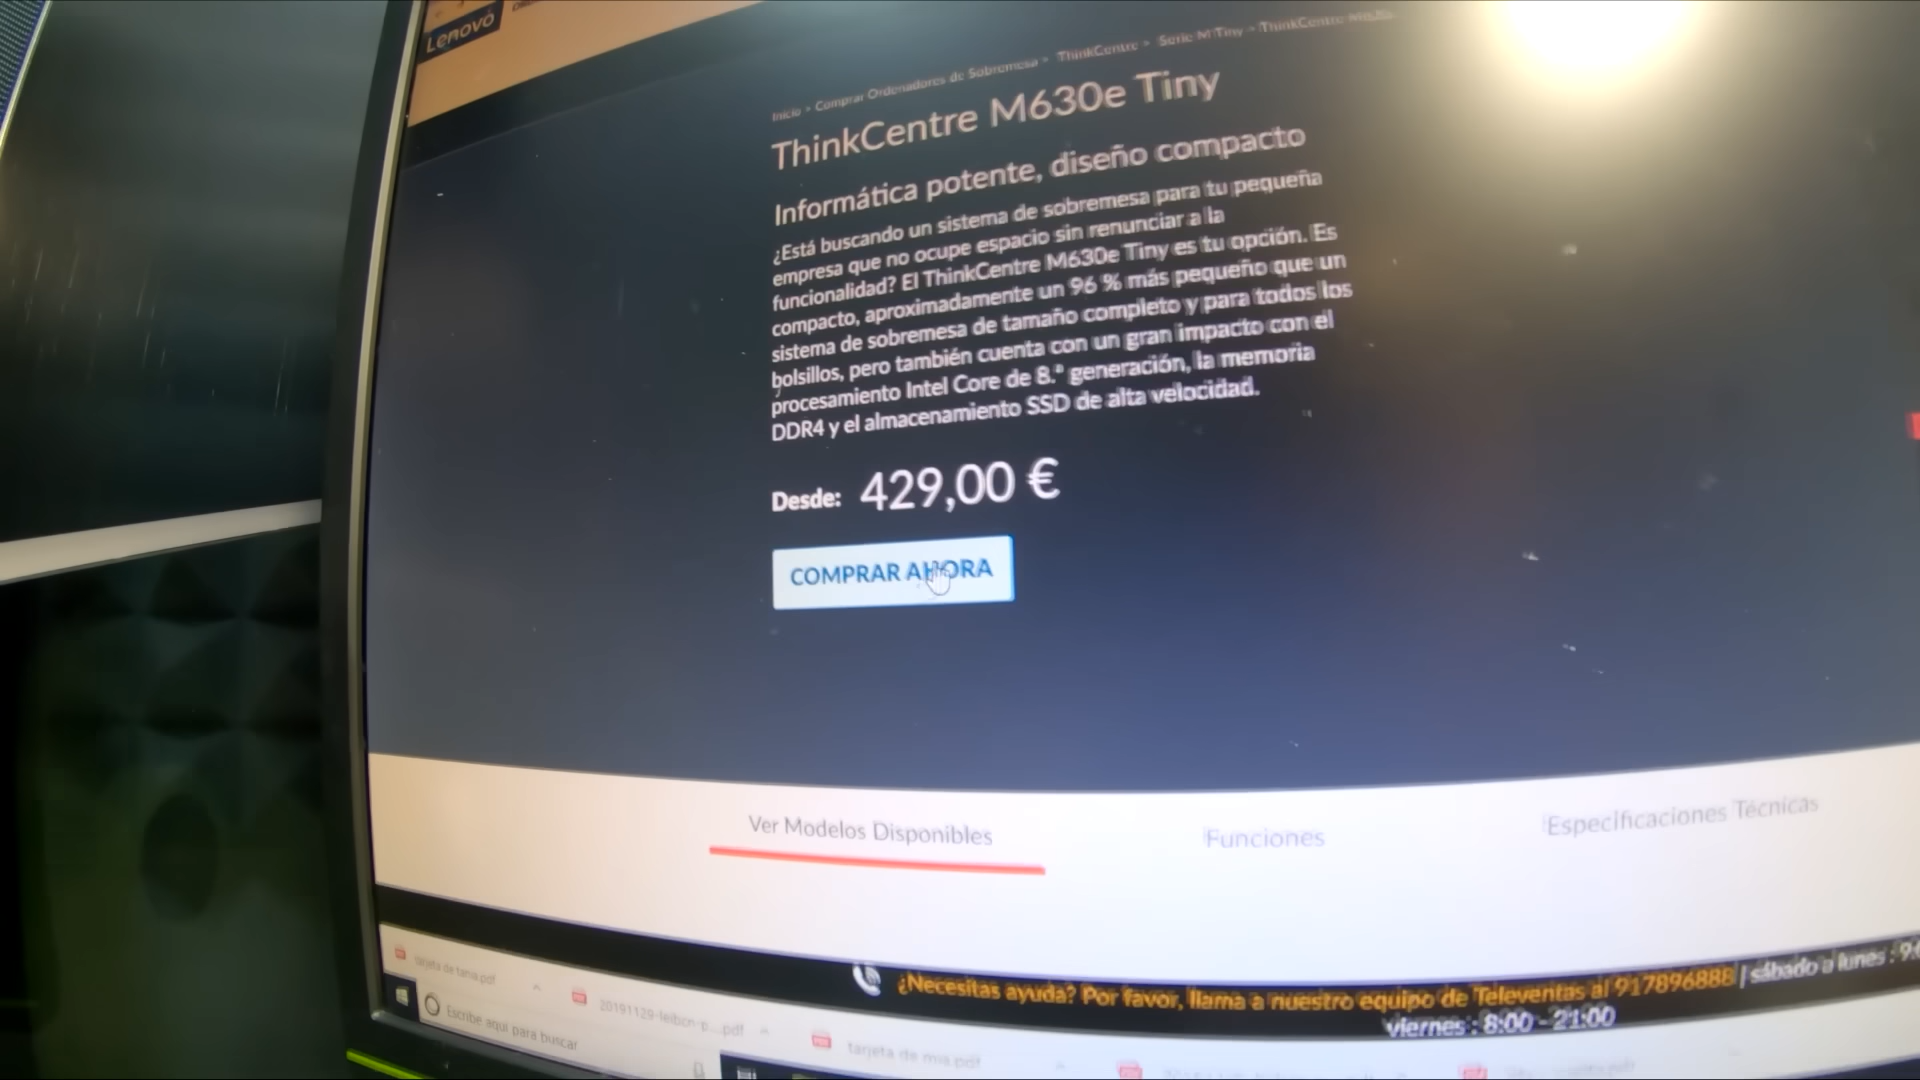 Lenovo
Inicio > Comprar Ordenadores de Sobremesa > ThinkCentre > Serie M Tiny > ThinkCentre M630e
ThinkCentre M630e Tiny
Informática potente, diseño compacto
¿Está buscando un sistema de sobremesa para tu pequeña
empresa que no ocupe espacio sin renunciar a la
funcionalidad? El ThinkCentre M630e Tiny es tu opción. Es
compacto, aproximadamente un 96 % más pequeño que un
sistema de sobremesa de tamaño completo y para todos los
bolsillos, pero también cuenta con un gran impacto con el
procesamiento Intel Core de 8.ª generación, la memoria
DDR4 y el almacenamiento SSD de alta velocidad.
Desde: 429,00 €
COMPRAR AHORA
Ver Modelos Disponibles
Funciones
Especificaciones Técnicas
¿Necesitas ayuda? Por favor, llama a nuestro equipo de Televentas al 917896888 | sábado a lunes : 9:
viernes : 8:00 - 21:00
tarjeta de tania.pdf
20191129-leibcn-p....pdf
tarjeta de mia.pdf
Escribe aquí para buscar